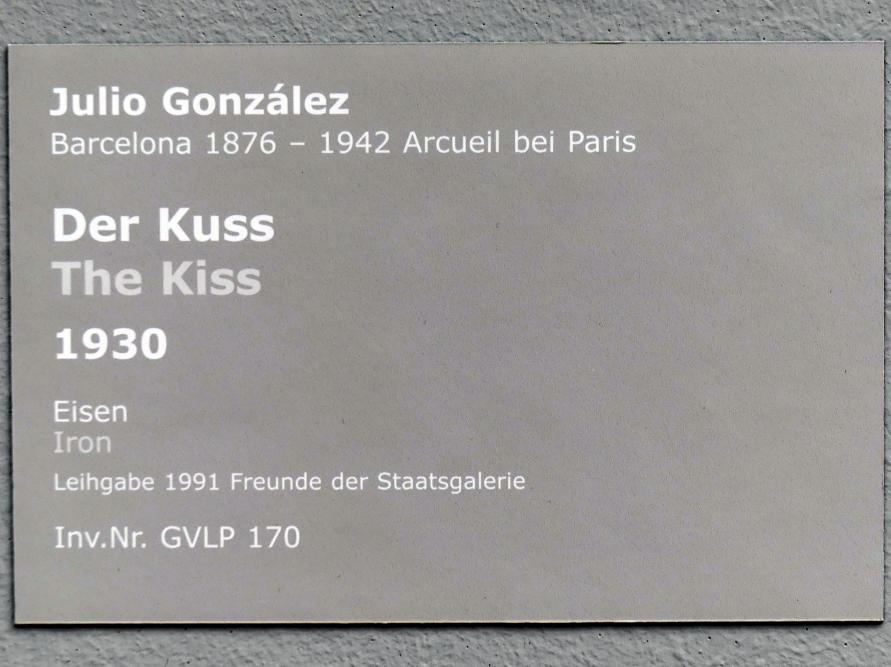 Julio González
Barcelona 1876 – 1942 Arcueil bei Paris
Der Kuss
The Kiss
1930
Eisen
Iron
Leihgabe 1991 Freunde der Staatsgalerie
Inv.Nr. GVLP 170